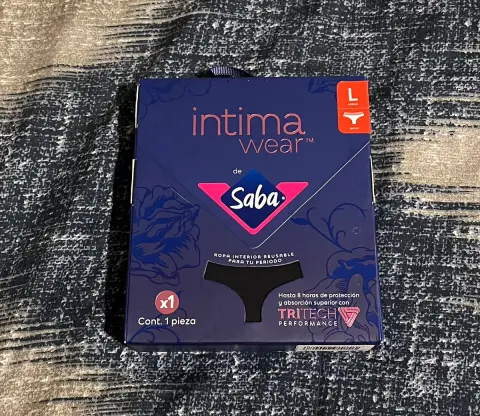 L
intima
wear™
de
Saba
ROPA INTERIOR REUSABLE
PARA TU PERIODO
x1
Cont. 1 pieza
Hasta 8 horas de protección
y absorción superior con
TRITECH
PERFORMANCE